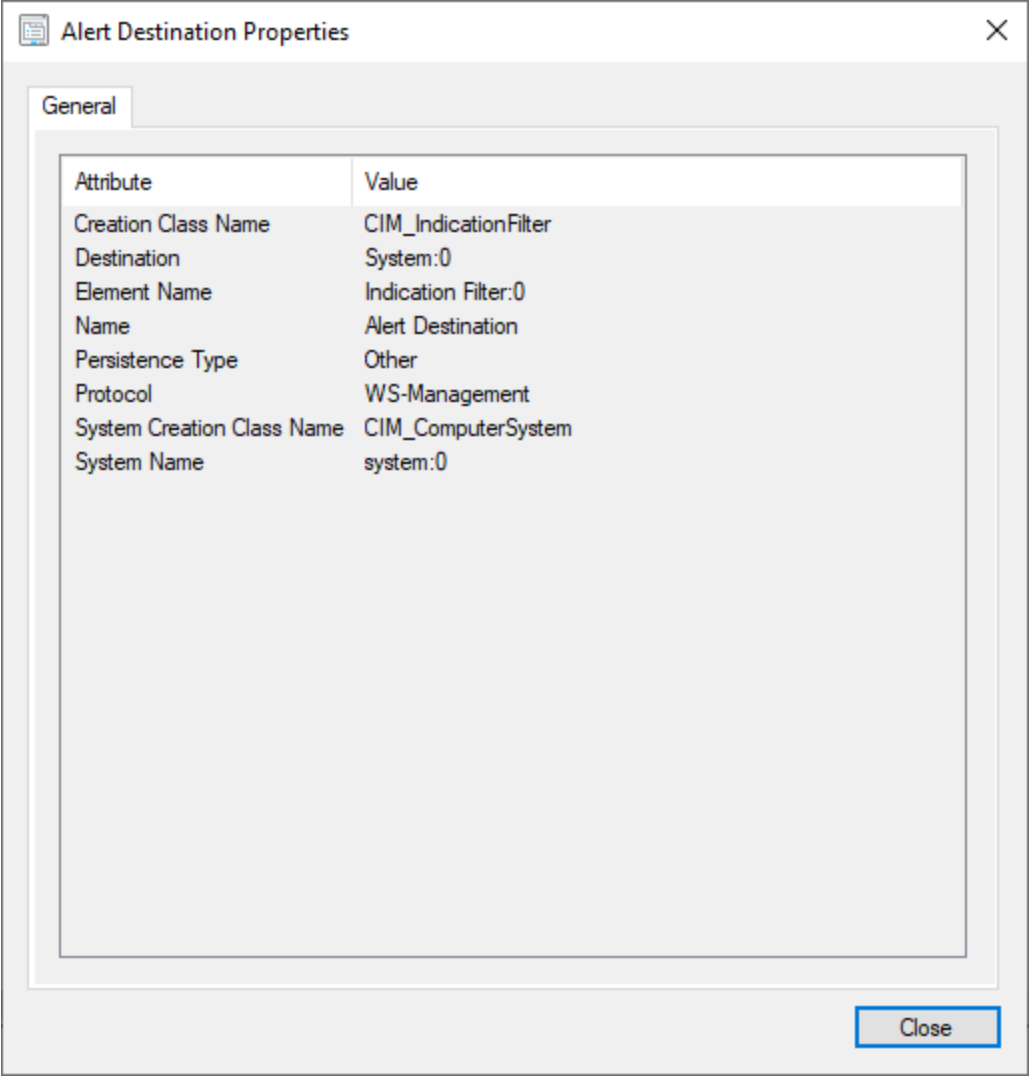 Alert Destination Properties
General
Attribute Value
Creation Class Name CIM_IndicationFilter
Destination System:0
Element Name Indication Filter:0
Name Alert Destination
Persistence Type Other
Protocol WS-Management
System Creation Class Name CIM_ComputerSystem
System Name system:0
Close